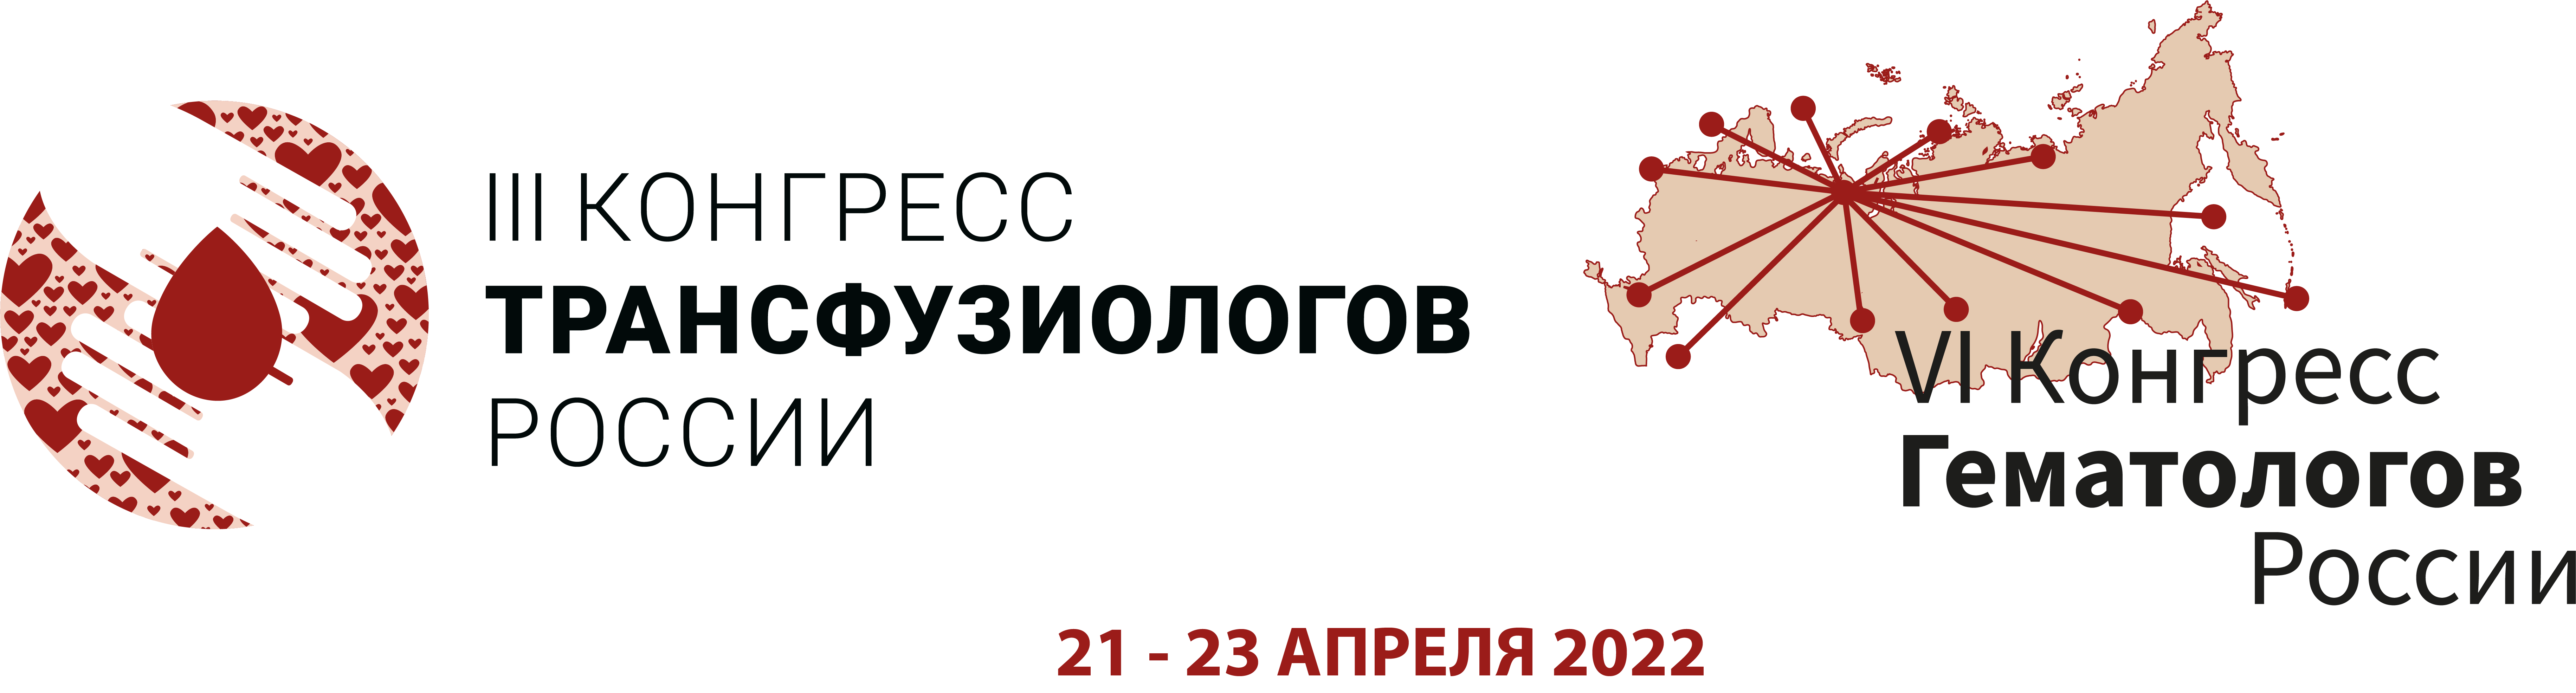 III КОНГРЕСС
ТРАНСФУЗИОЛОГОВ
РОССИИ
VI Конгресс
Гематологов
России
21 - 23 АПРЕЛЯ 2022